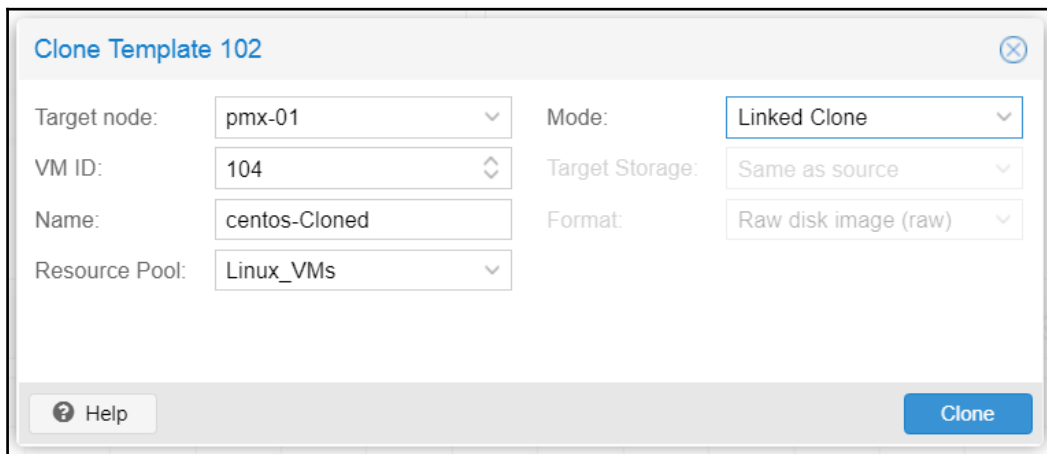 Clone Template 102
Target node: pmx-01 Mode: Linked Clone
VM ID: 104 Target Storage: Same as source
Name: centos-Cloned Format: Raw disk image (raw)
Resource Pool: Linux_VMs
Help Clone